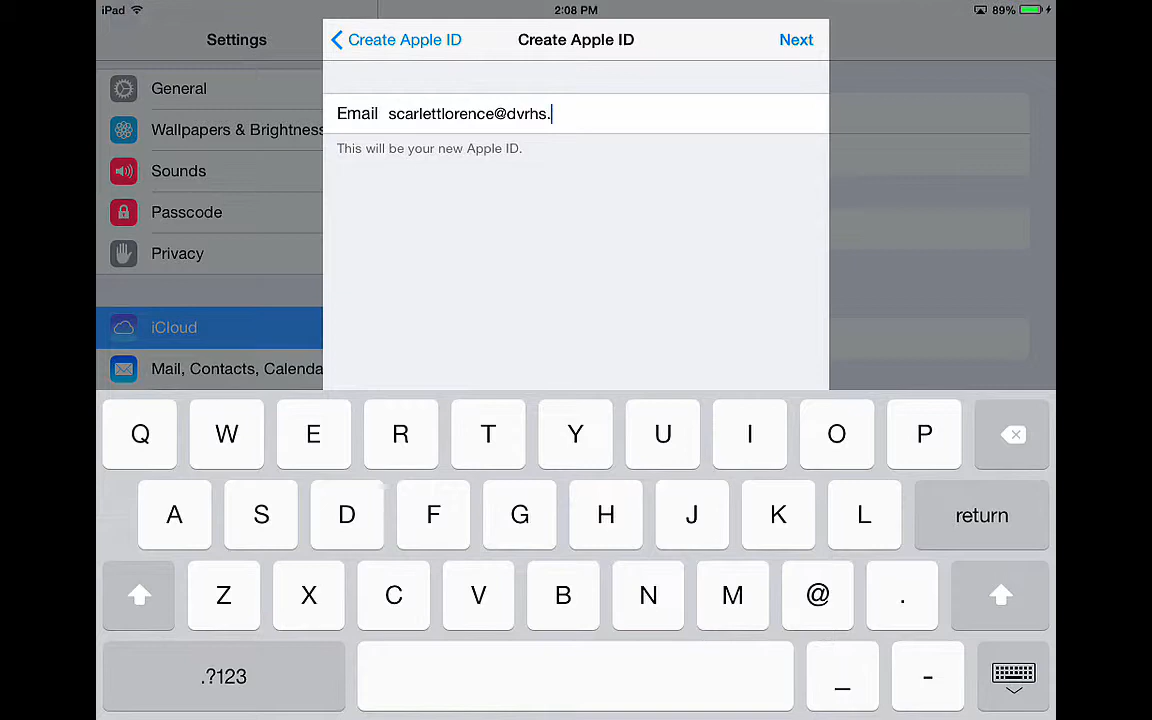 iPad 2:08 PM 89%
Settings
Create Apple ID Create Apple ID Next
General
Wallpapers & Brightness
Sounds
Passcode
Privacy
iCloud
Mail, Contacts, Calenda
Email scarlettlorence@dvrhs.
This will be your new Apple ID.
Q W E R T Y U I O P
A S D F G H J K L return
Z X C V B N M @ .
.?123 _ -